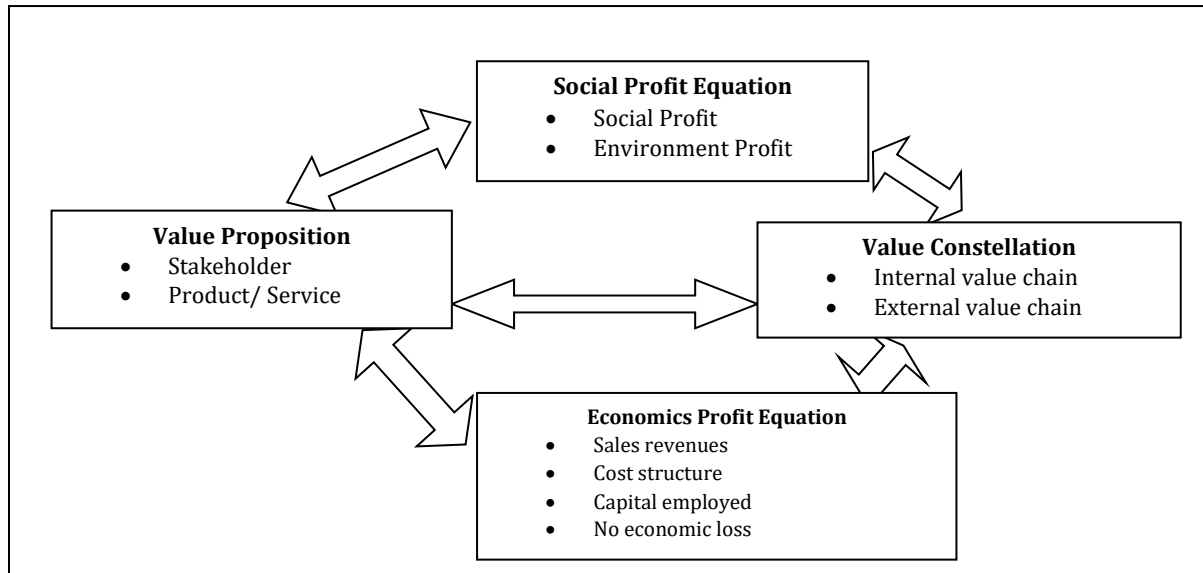 Social Profit Equation
• Social Profit
• Environment Profit
Value Proposition
• Stakeholder
• Product/ Service
Value Constellation
• Internal value chain
• External value chain
Economics Profit Equation
• Sales revenues
• Cost structure
• Capital employed
• No economic loss